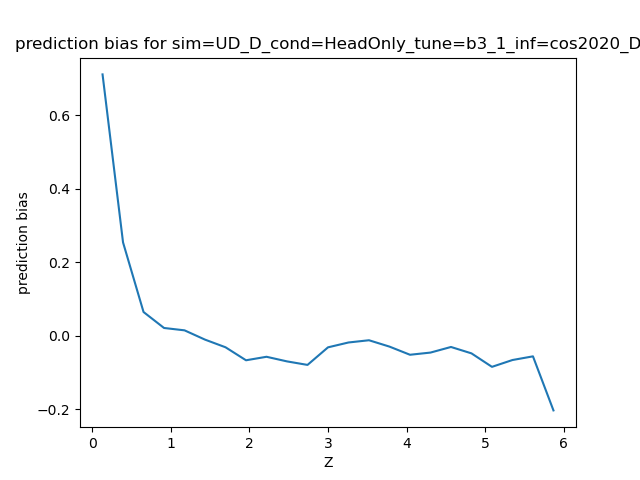 prediction bias for sim=UD_D_cond=HeadOnly_tune=b3_1_inf=cos2020_D
prediction bias
0.6
0.4
0.2
0.0
−0.2
0 1 2 3 4 5 6
Z